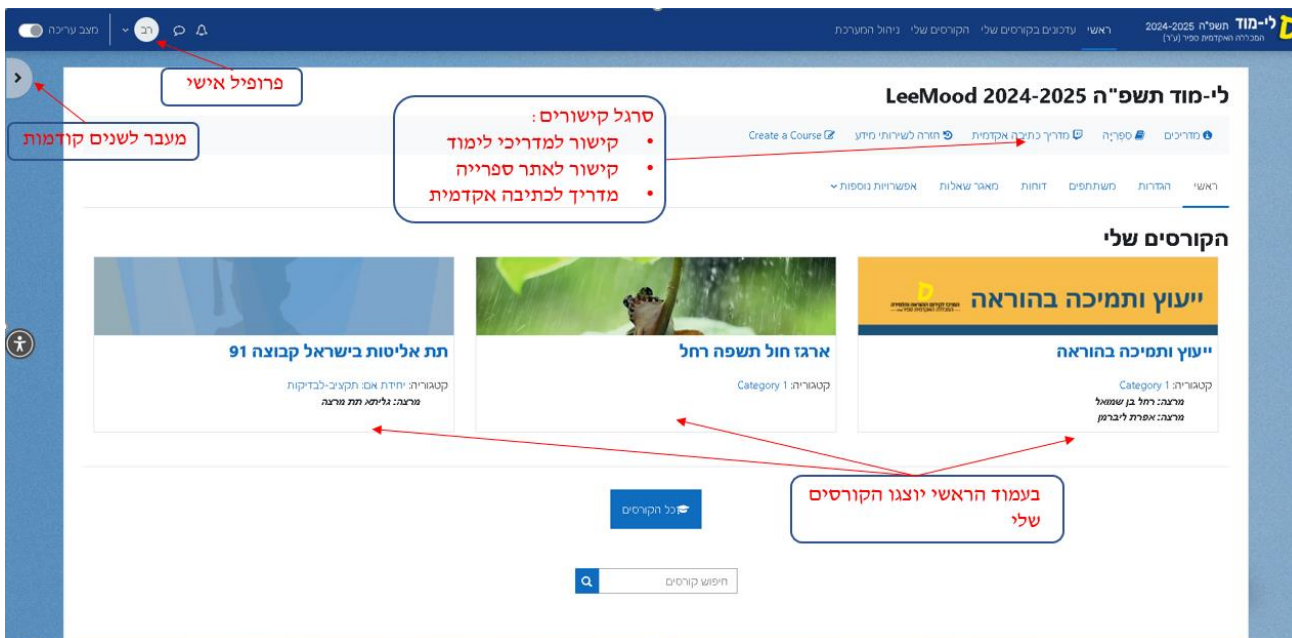 לי-מוד תשפ"ה 2024-2025
המכללה האקדמית ספיר (ע"ר)
ראשי עדכונים בקורסים שלי הקורסים שלי ניהול המערכת
רב
מצב עריכה
פרופיל אישי
מעבר לשנים קודמות
סרגל קישורים:
• קישור למדריכי לימוד
• קישור לאתר ספרייה
• מדריך לכתיבה אקדמית
לי-מוד תשפ"ה LeeMood 2024-2025
מדריכים ספריה מדריך כתיבה אקדמית חזרה לשירותי מידע Create a Course
ראשי הגדרות משתתפים דוחות מאגר שאלות אפשרויות נוספות
הקורסים שלי
ייעוץ ותמיכה בהוראה
ייעוץ ותמיכה בהוראה
קטגוריה: Category 1
מרצה: רחל בן שמואל
מרצה: אפרת ליברמן
ארגז חול תשפה רחל
קטגוריה: Category 1
תת אליטות בישראל קבוצה 91
קטגוריה: יחידת אם: תקציב-לבדיקות
מרצה: גליתא תת מרצה
בעמוד הראשי יוצגו הקורסים
שלי
כל הקורסים
חיפוש קורסים